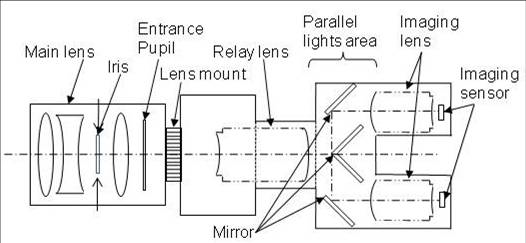 Main lens
Iris
Entrance
Pupil
Lens mount
Relay lens
Parallel
lights area
Imaging
lens
Imaging
sensor
Mirror